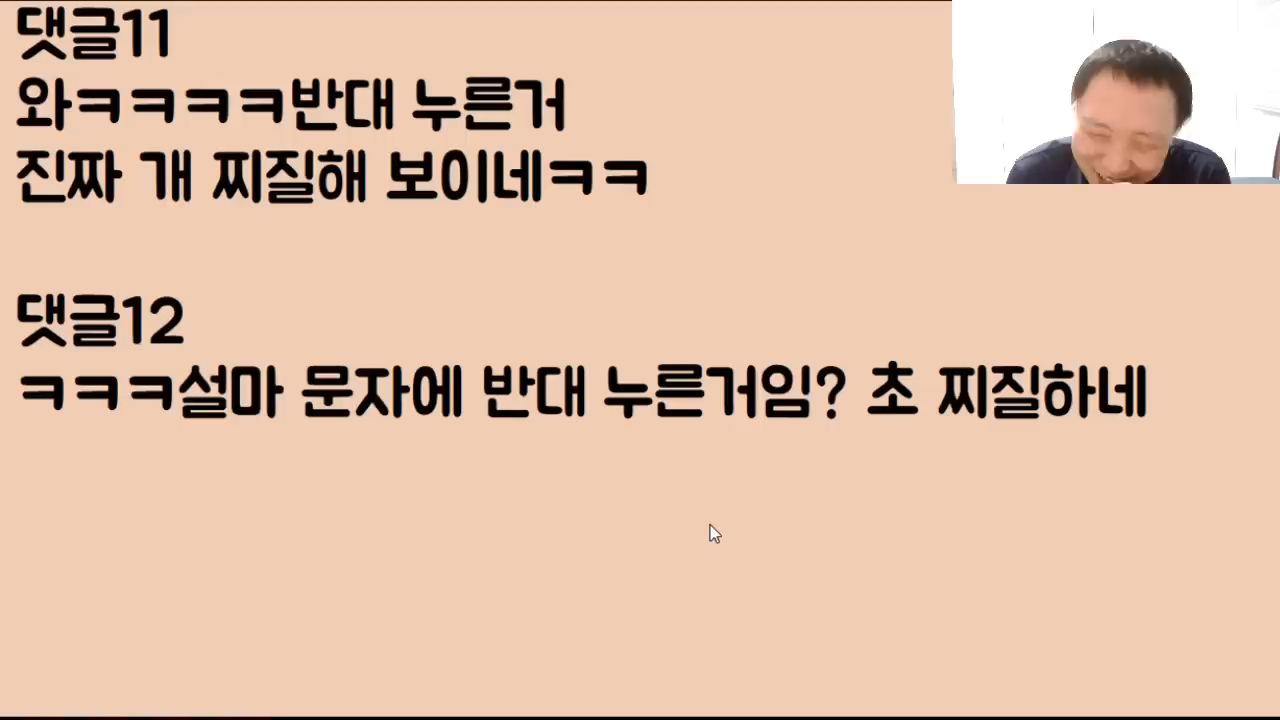 댓글11
와ㅋㅋㅋㅋ반대 누른거
진짜 개 찌질해 보이네ㅋㅋ
댓글12
ㅋㅋㅋ설마 문자에 반대 누른거임? 초 찌질하네